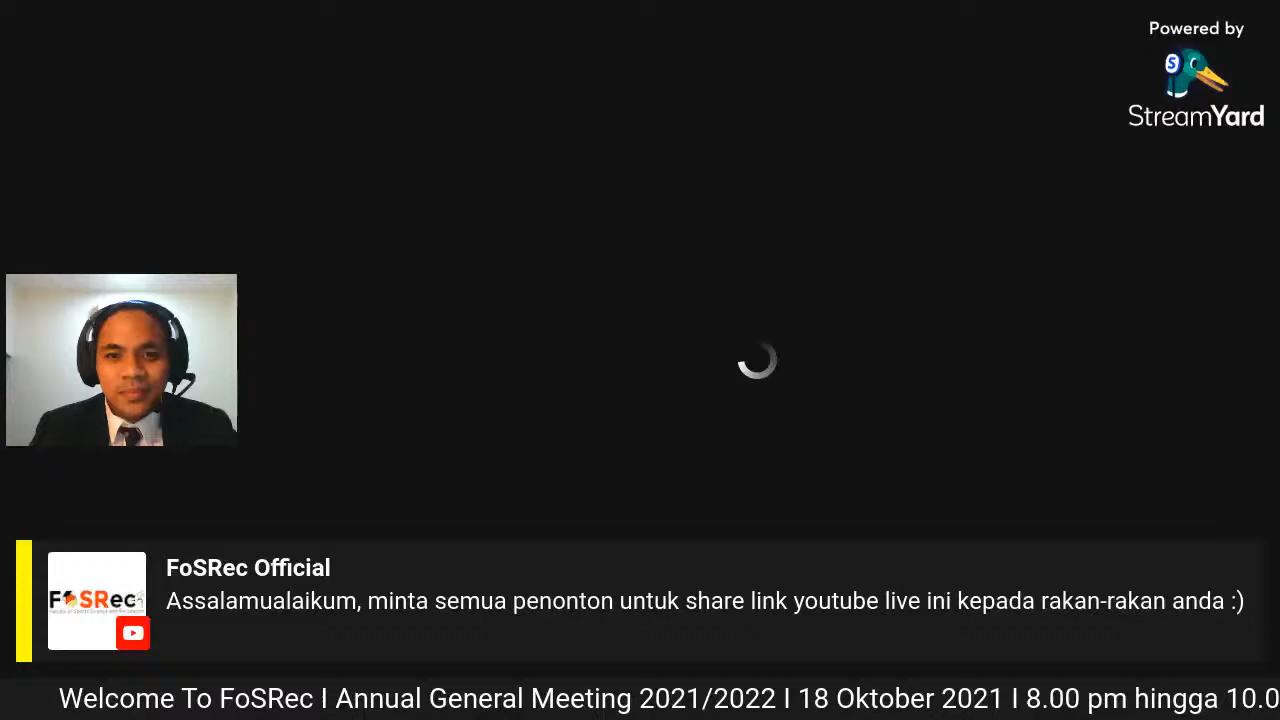 Powered by
S
StreamYard
FoSRec Official
FoSRec
Assalamualaikum, minta semua penonton untuk share link youtube live ini kepada rakan-rakan anda :)
Welcome To FoSRec I Annual General Meeting 2021/2022 I 18 Oktober 2021 I 8.00 pm hingga 10.0